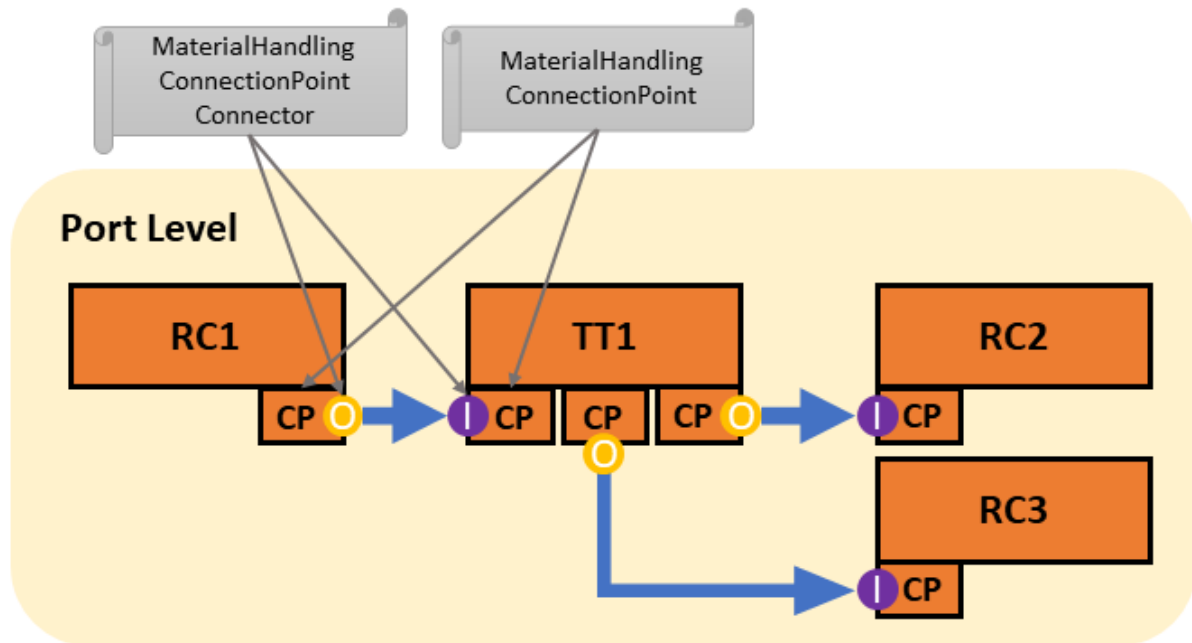 MaterialHandling
ConnectionPoint
Connector
MaterialHandling
ConnectionPoint
Port Level
RC1
TT1
RC2
CP O
I CP
CP
CP O
I CP
O
RC3
I CP